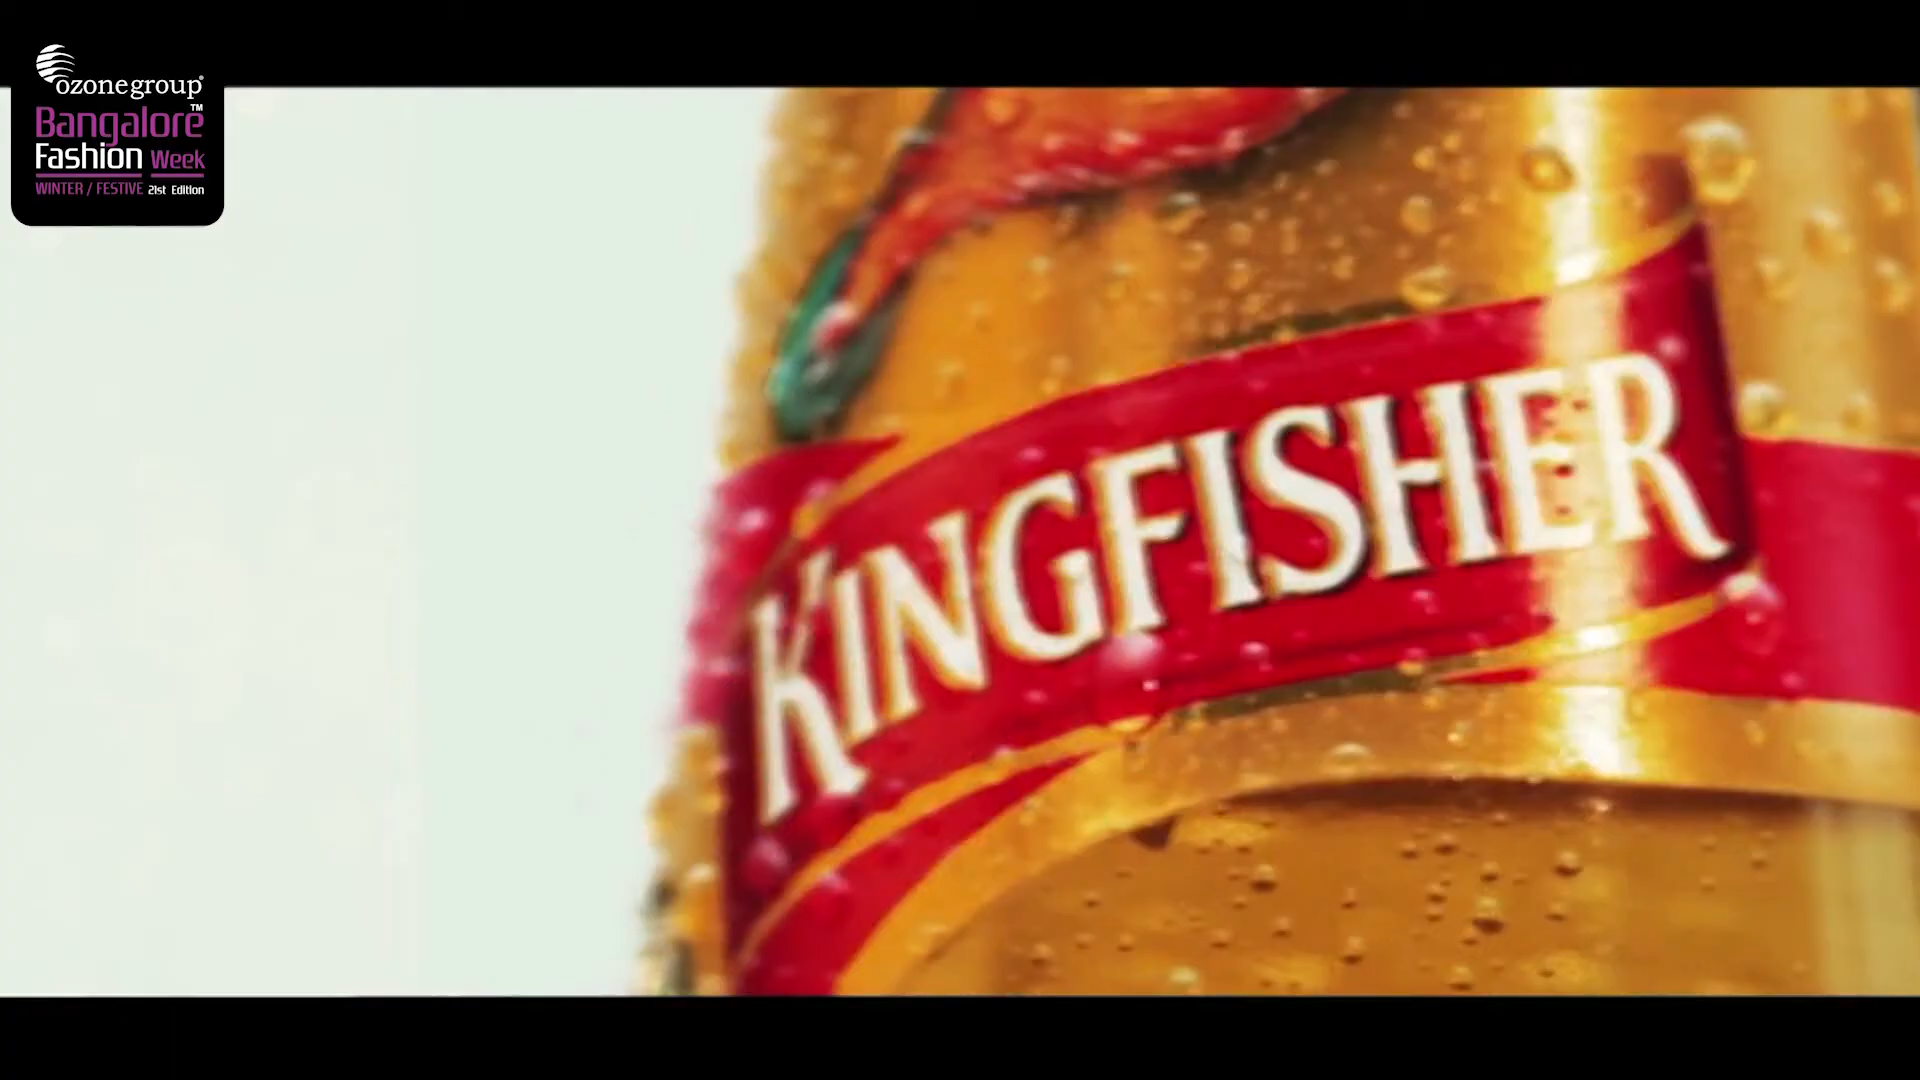 ozonegroup®
Bangalore™
Fashion Week
WINTER / FESTIVE 21st Edition
KINGFISHER